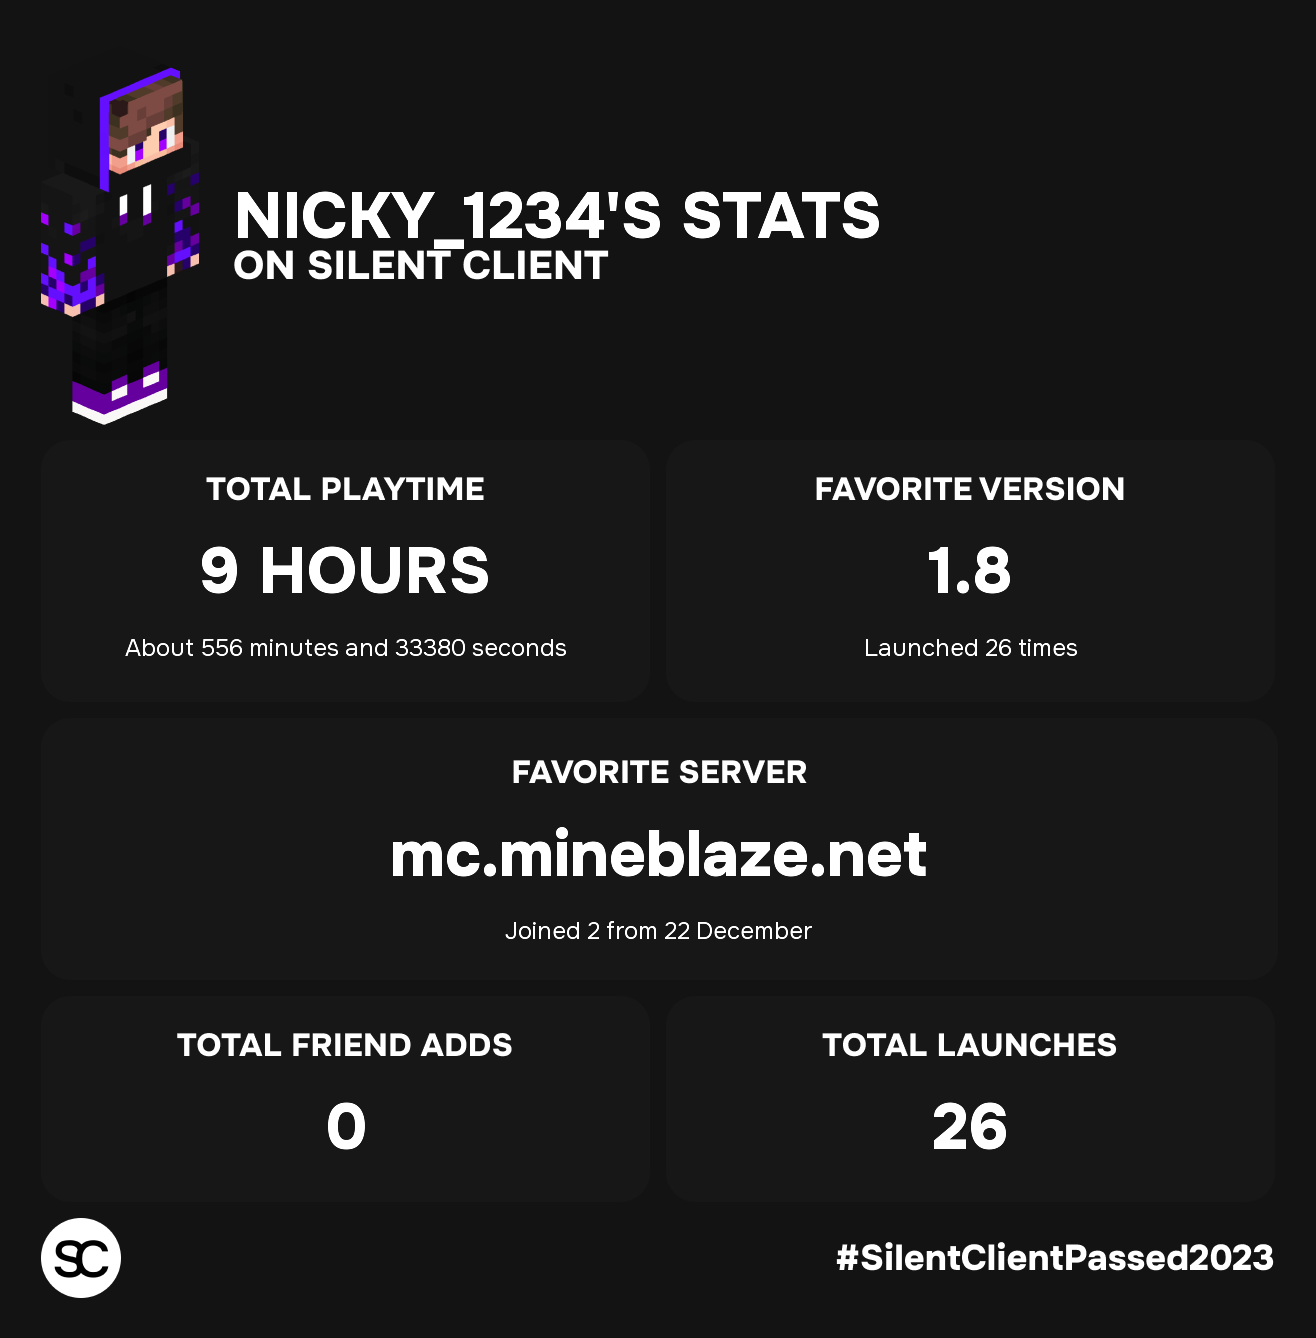 NICKY_1234'S STATS
ON SILENT CLIENT
TOTAL PLAYTIME
9 HOURS
About 556 minutes and 33380 seconds
FAVORITE VERSION
1.8
Launched 26 times
FAVORITE SERVER
mc.mineblaze.net
Joined 2 from 22 December
TOTAL FRIEND ADDS
0
TOTAL LAUNCHES
26
SC
#SilentClientPassed2023